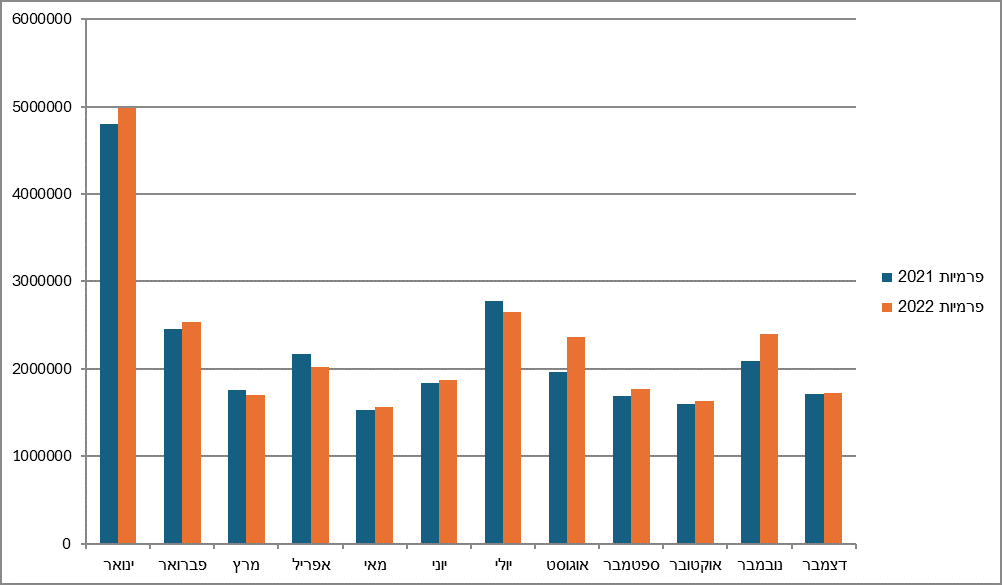 6000000
5000000
4000000
3000000
2000000
1000000
0
ינואר
פברואר
מרץ
אפריל
מאי
יוני
יולי
אוגוסט
ספטמבר
אוקטובר
נובמבר
דצמבר
פרמיות 2021
פרמיות 2022